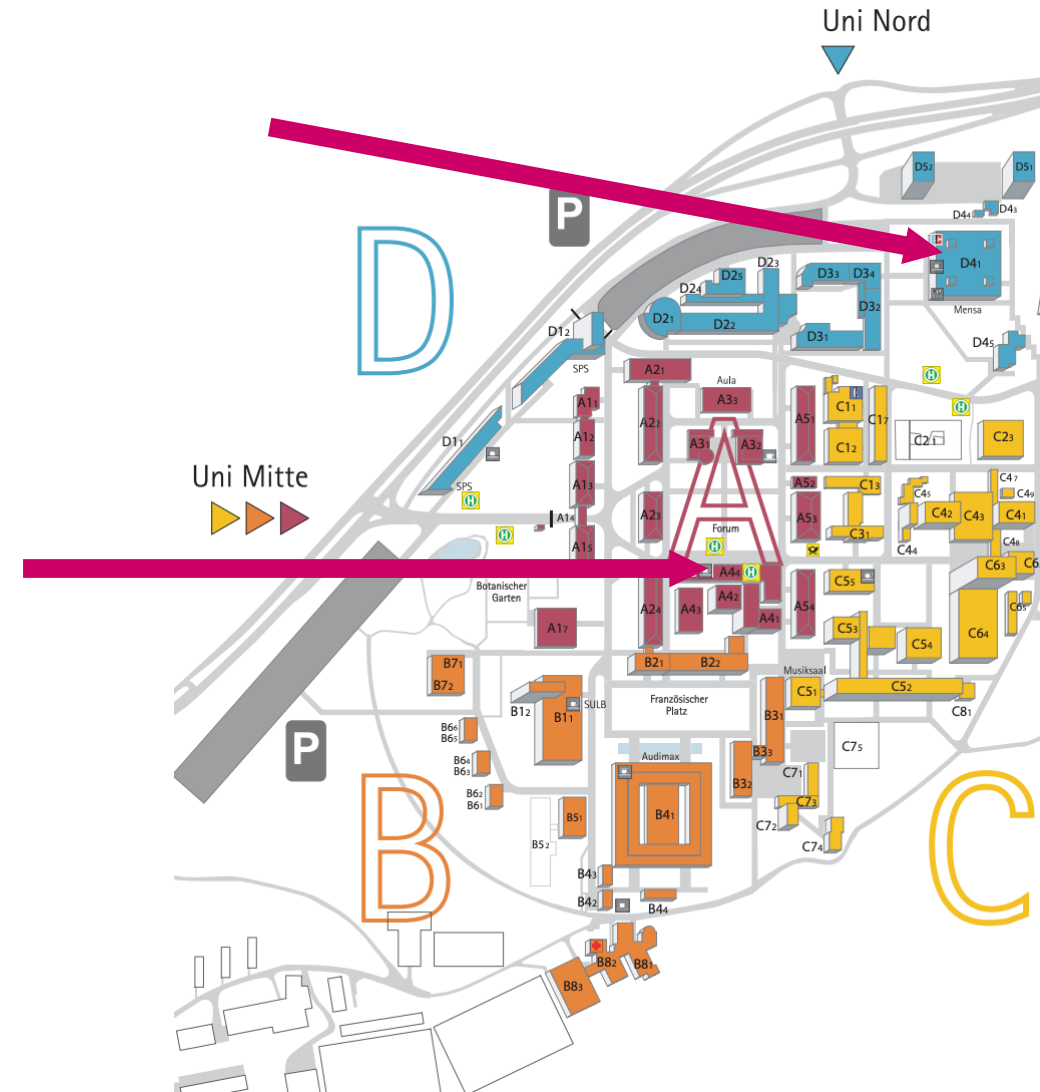 Uni Nord
P
D
D5₂
D5₁
D4₄
D4₃
D4₁
Mensa
D2₃
D2₅
D2₄
D3₃
D3₄
D2₁
D2₂
D3₂
D3₁
D4₅
D1₂
SPS
A2₁
Aula
A3₃
A1₁
A2₂
A5₁
C1₁
C1₇
A1₂
A3₁
A3₂
C1₂
C2₁
C2₃
D1₁
Uni Mitte
SPS
H
H
H
H
A1₃
A5₂
C1₃
C4₇
C4₅
C4₉
A1₄
A2₃
A
A5₃
C4₂
C4₃
C4₁
Forum
C3₁
C4₄
C4₈
A1₅
H
A4₄
H
C5₅
C6₃
Botanischer
Garten
A2₄
A4₃
A4₂
A4₁
A5₄
C6₅
A1₇
C5₃
C5₄
C6₄
B7₁
B7₂
B2₁
B2₂
Musiksaal
C5₁
C5₂
C8₁
B1₂
B1₁
SULB
Französischer
Platz
B3₁
B6₆
B6₅
P
B3₃
C7₅
B6₄
B6₃
Audimax
B3₂
C7₁
B6₂
B6₁
B
B5₁
B4₁
C7₃
C7₂
C7₄
C
B5₂
B4₃
B4₂
B4₄
B8₂
B8₁
B8₃